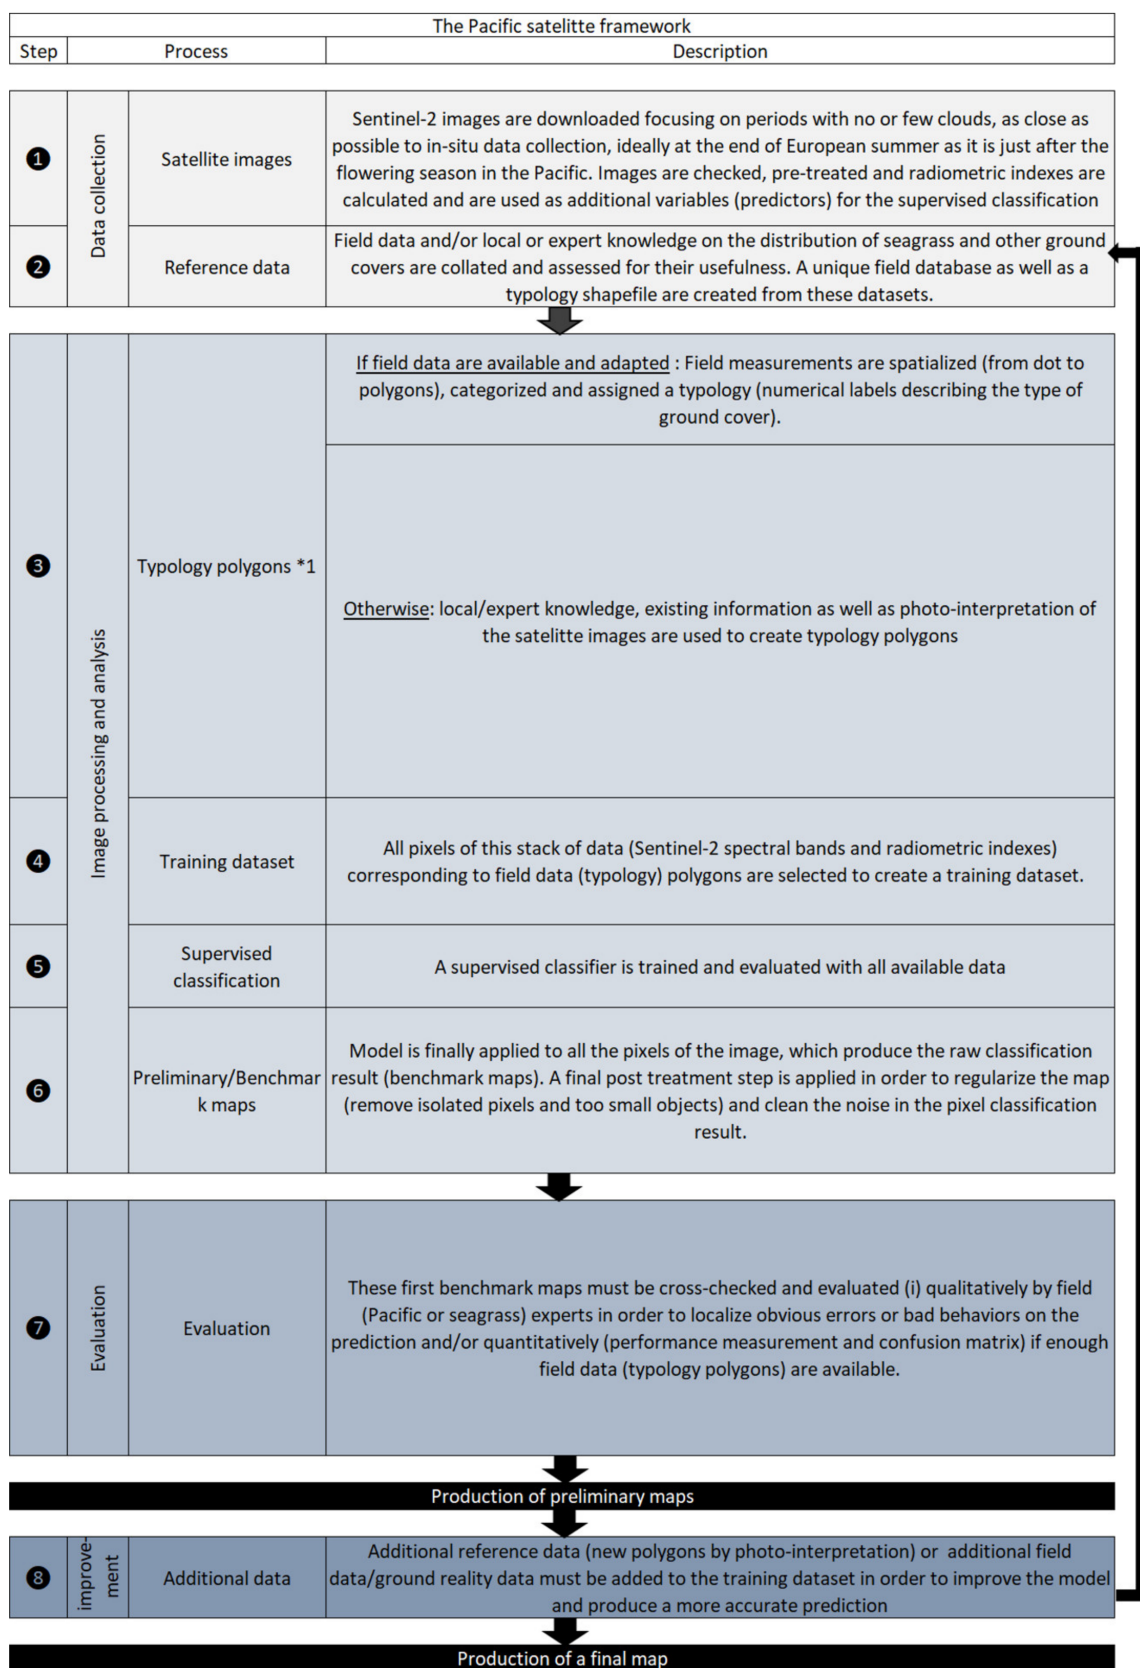 The Pacific satelitte framework
Step
Process
Description
1
Data collection
Satellite images
Sentinel-2 images are downloaded focusing on periods with no or few clouds, as close as
possible to in-situ data collection, ideally at the end of European summer as it is just after the
flowering season in the Pacific. Images are checked, pre-treated and radiometric indexes are
calculated and are used as additional variables (predictors) for the supervised classification
2
Reference data
Field data and/or local or expert knowledge on the distribution of seagrass and other ground
covers are collated and assessed for their usefulness. A unique field database as well as a
typology shapefile are created from these datasets.
3
Image processing and analysis
Typology polygons *1
If field data are available and adapted : Field measurements are spatialized (from dot to
polygons), categorized and assigned a typology (numerical labels describing the type of
ground cover).
Otherwise: local/expert knowledge, existing information as well as photo-interpretation of
the satelitte images are used to create typology polygons
4
Training dataset
All pixels of this stack of data (Sentinel-2 spectral bands and radiometric indexes)
corresponding to field data (typology) polygons are selected to create a training dataset.
5
Supervised
classification
A supervised classifier is trained and evaluated with all available data
6
Preliminary/Benchmar
k maps
Model is finally applied to all the pixels of the image, which produce the raw classification
result (benchmark maps). A final post treatment step is applied in order to regularize the map
(remove isolated pixels and too small objects) and clean the noise in the pixel classification
result.
7
Evaluation
Evaluation
These first benchmark maps must be cross-checked and evaluated (i) qualitatively by field
(Pacific or seagrass) experts in order to localize obvious errors or bad behaviors on the
prediction and/or quantitatively (performance measurement and confusion matrix) if enough
field data (typology polygons) are available.
Production of preliminary maps
8
improve-
ment
Additional data
Additional reference data (new polygons by photo-interpretation) or additional field
data/ground reality data must be added to the training dataset in order to improve the model
and produce a more accurate prediction
Production of a final map